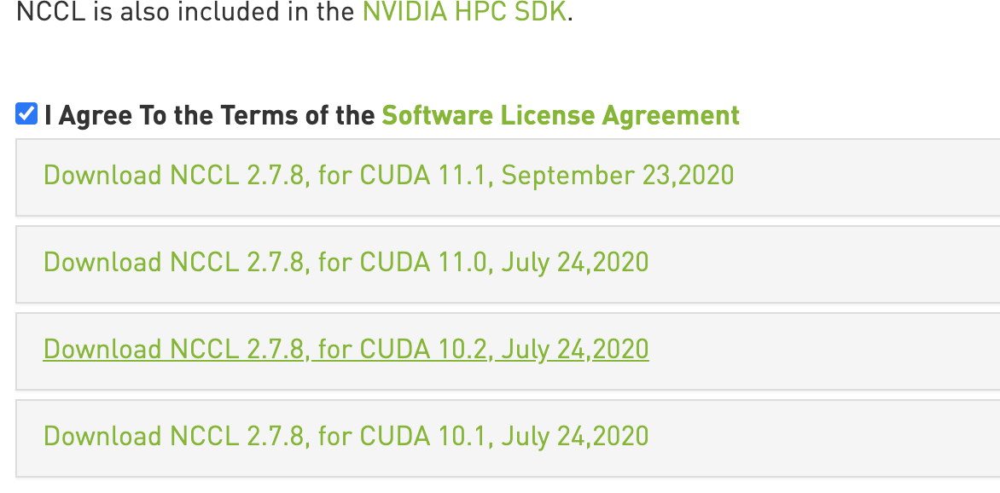 NCCL is also included in the NVIDIA HPC SDK.
I Agree To the Terms of the Software License Agreement
Download NCCL 2.7.8, for CUDA 11.1, September 23,2020
Download NCCL 2.7.8, for CUDA 11.0, July 24,2020
Download NCCL 2.7.8, for CUDA 10.2, July 24,2020
Download NCCL 2.7.8, for CUDA 10.1, July 24,2020